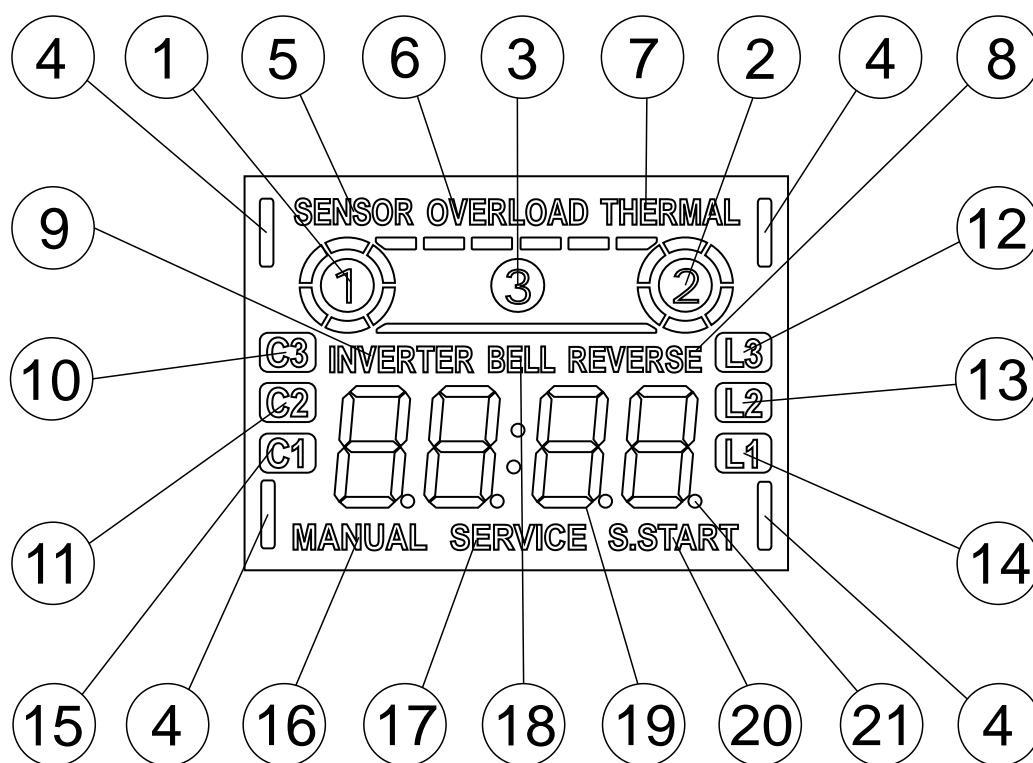 4 1 5 6 3 7 2 4 8
SENSOR OVERLOAD THERMAL
9 12
1 3 2
C3 INVERTER BELL REVERSE L3
10 13
C2 88:88 L2
C1 L1
MANUAL SERVICE S.START
11 14
15 4 16 17 18 19 20 21 4